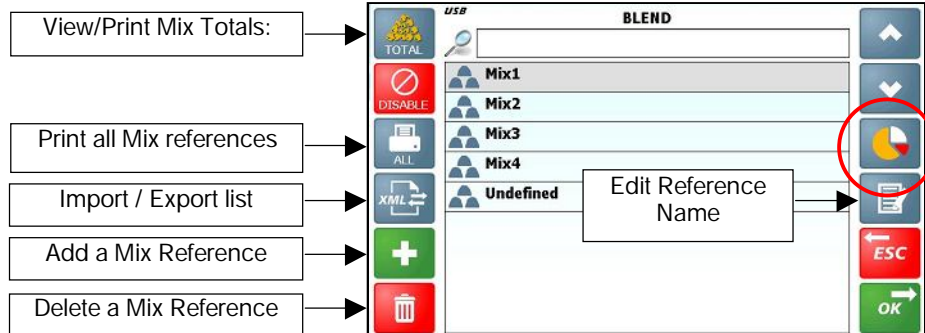 View/Print Mix Totals:
Print all Mix references
Import / Export list
Add a Mix Reference
Delete a Mix Reference
TOTAL
DISABLE
ALL
XML
USB
BLEND
Mix1
Mix2
Mix3
Mix4
Undefined
Edit Reference
Name
ESC
OK